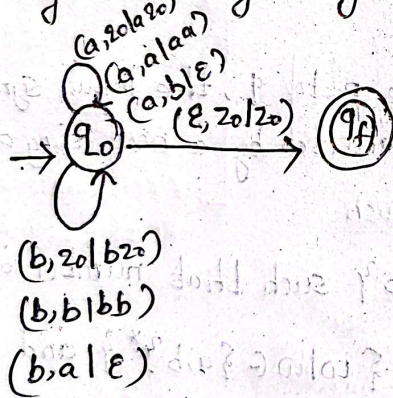 (a, z0|az0)
(a, a|aa)
(a, b|ε)
(ε, z0|z0)
q0
qf
(b, z0|bz0)
(b, b|bb)
(b, a|ε)